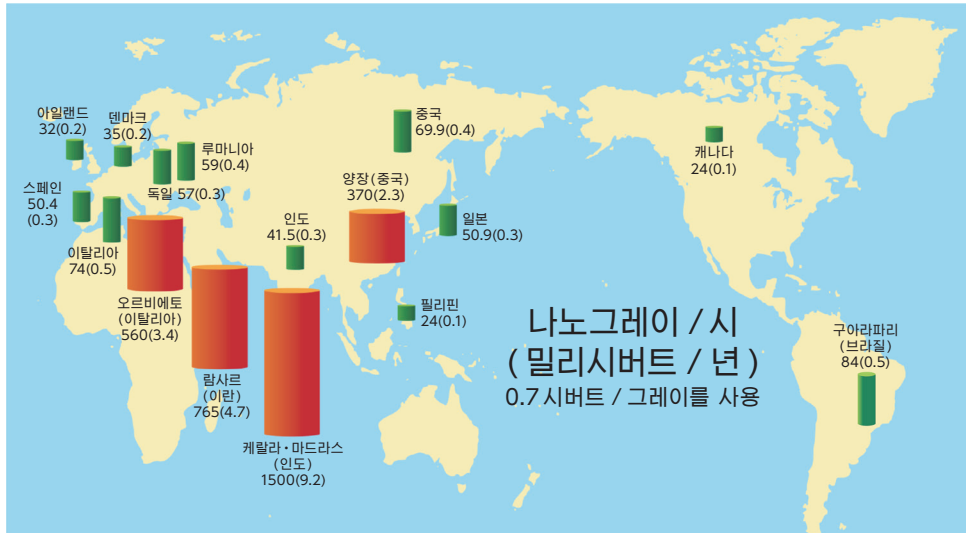 아일랜드
32(0.2)
덴마크
35(0.2)
루마니아
59(0.4)
독일 57(0.3)
스페인
50.4
(0.3)
이탈리아
74(0.5)
오르비에토
(이탈리아)
560(3.4)
람사르
(이란)
765(4.7)
인도
41.5(0.3)
케랄라・마드라스
(인도)
1500(9.2)
중국
69.9(0.4)
양장(중국)
370(2.3)
일본
50.9(0.3)
필리핀
24(0.1)
캐나다
24(0.1)
구아라파리
(브라질)
84(0.5)
나노그레이 / 시
( 밀리시버트 / 년 )
0.7 시버트 / 그레이를 사용